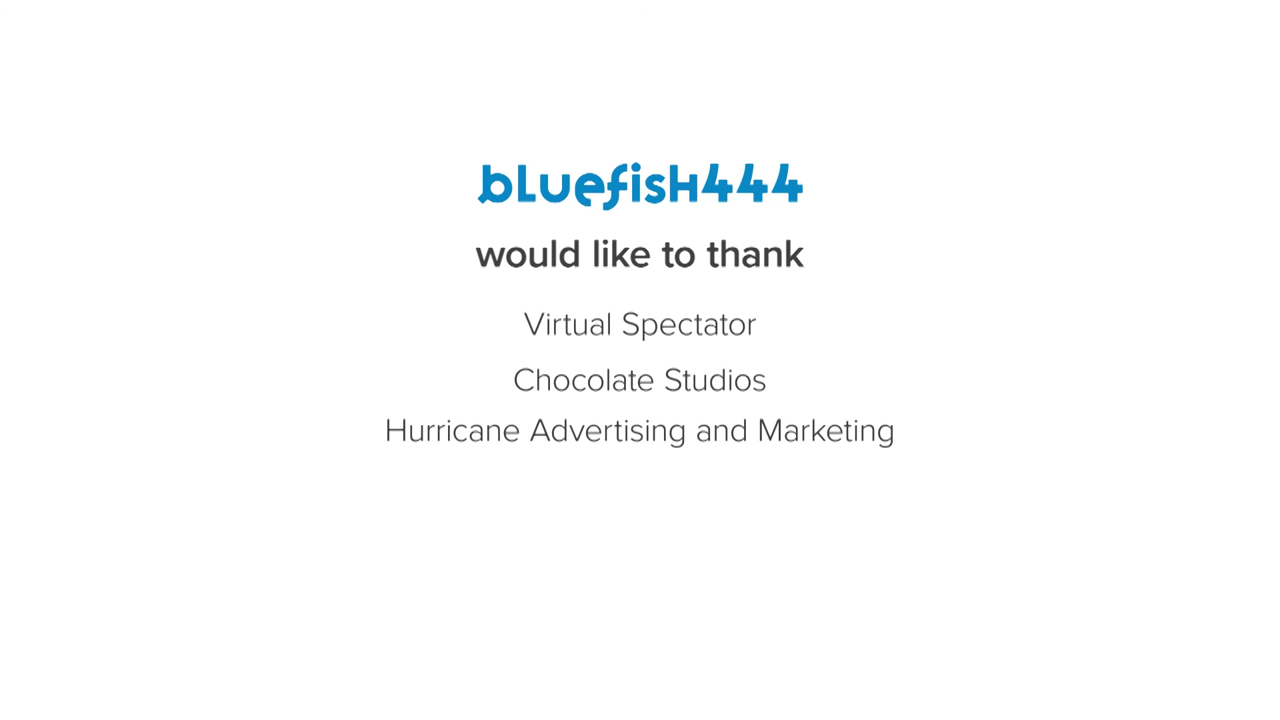 bluefish444
would like to thank
Virtual Spectator
Chocolate Studios
Hurricane Advertising and Marketing